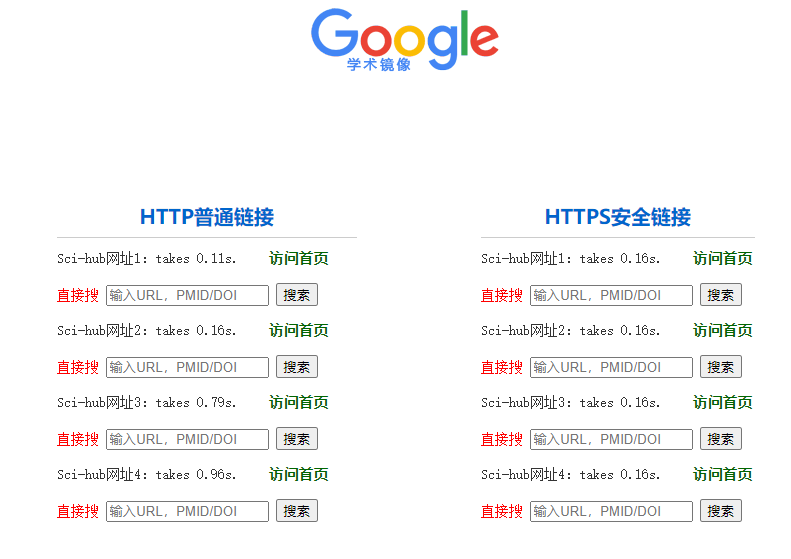 Google
学术镜像
HTTP普通链接
Sci-hub网址1: takes 0.11s. 访问首页
直接搜 输入URL，PMID/DOI 搜索
Sci-hub网址2: takes 0.16s. 访问首页
直接搜 输入URL，PMID/DOI 搜索
Sci-hub网址3: takes 0.79s. 访问首页
直接搜 输入URL，PMID/DOI 搜索
Sci-hub网址4: takes 0.96s. 访问首页
直接搜 输入URL，PMID/DOI 搜索
HTTPS安全链接
Sci-hub网址1: takes 0.16s. 访问首页
直接搜 输入URL，PMID/DOI 搜索
Sci-hub网址2: takes 0.16s. 访问首页
直接搜 输入URL，PMID/DOI 搜索
Sci-hub网址3: takes 0.16s. 访问首页
直接搜 输入URL，PMID/DOI 搜索
Sci-hub网址4: takes 0.16s. 访问首页
直接搜 输入URL，PMID/DOI 搜索